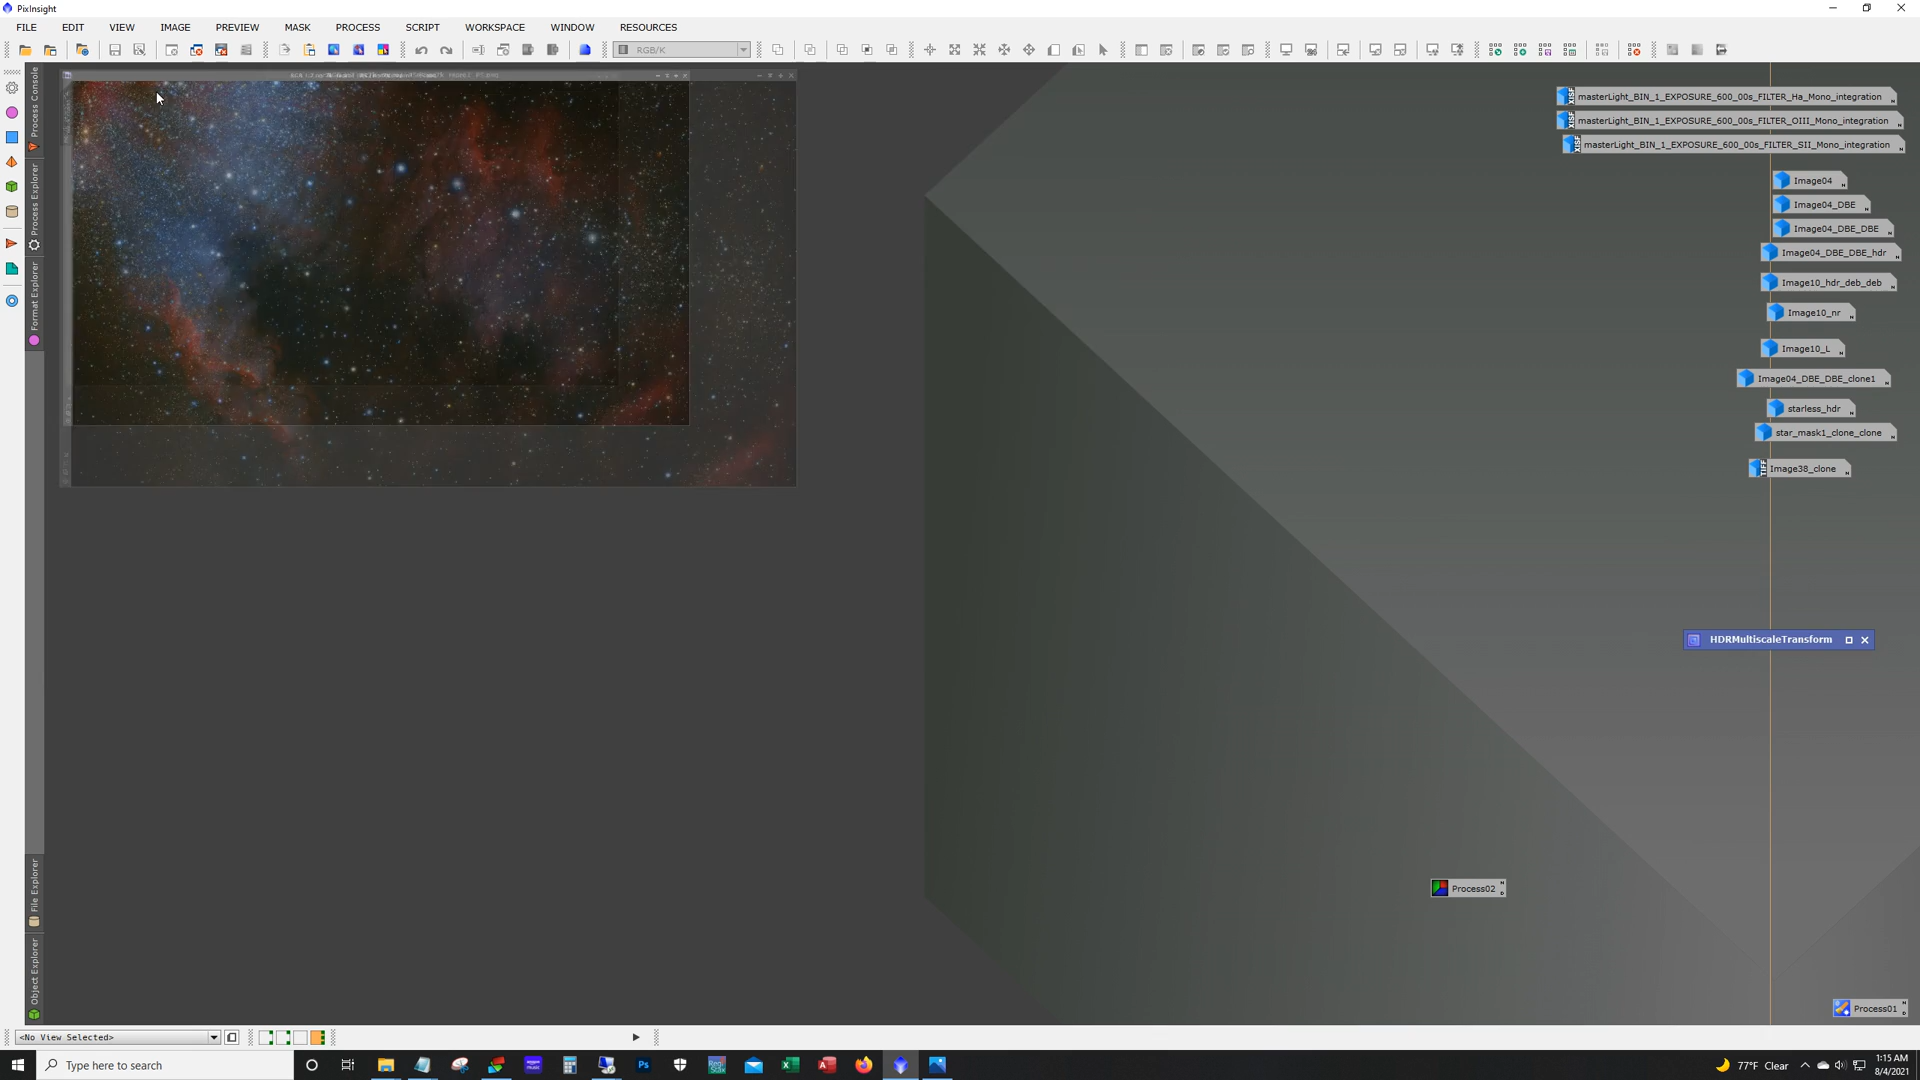 PixInsight
FILE EDIT VIEW IMAGE PREVIEW MASK PROCESS SCRIPT WORKSPACE WINDOW RESOURCES
RGB/K
Process Console
Process Explorer
Format Explorer
File Explorer
Object Explorer
masterLight_BIN_1_EXPOSURE_600_00s_FILTER_Ha_Mono_integration
masterLight_BIN_1_EXPOSURE_600_00s_FILTER_OIII_Mono_integration
masterLight_BIN_1_EXPOSURE_600_00s_FILTER_SII_Mono_integration
Image04
Image04_DBE
Image04_DBE_DBE
Image04_DBE_DBE_hdr
Image10_hdr_deb_deb
Image10_nr
Image10_L
Image04_DBE_DBE_clone1
starless_hdr
star_mask1_clone_clone
Image38_clone
HDRMultiscaleTransform
Process02
Process01
<No View Selected>
Type here to search
77°F Clear
1:15 AM
8/4/2021